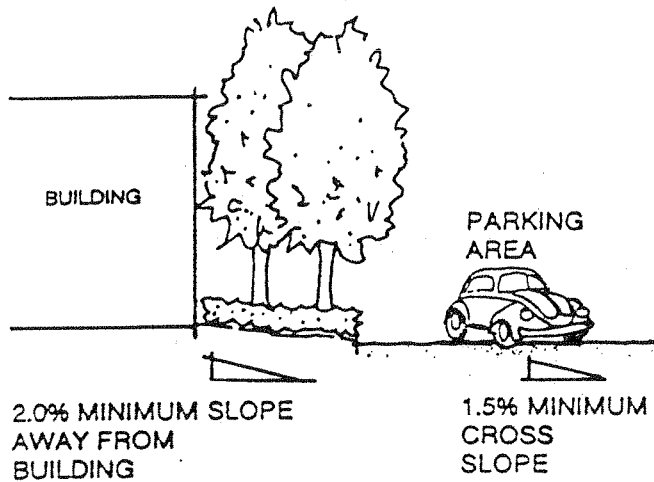 BUILDING
PARKING
AREA
2.0% MINIMUM SLOPE
AWAY FROM
BUILDING
1.5% MINIMUM
CROSS
SLOPE